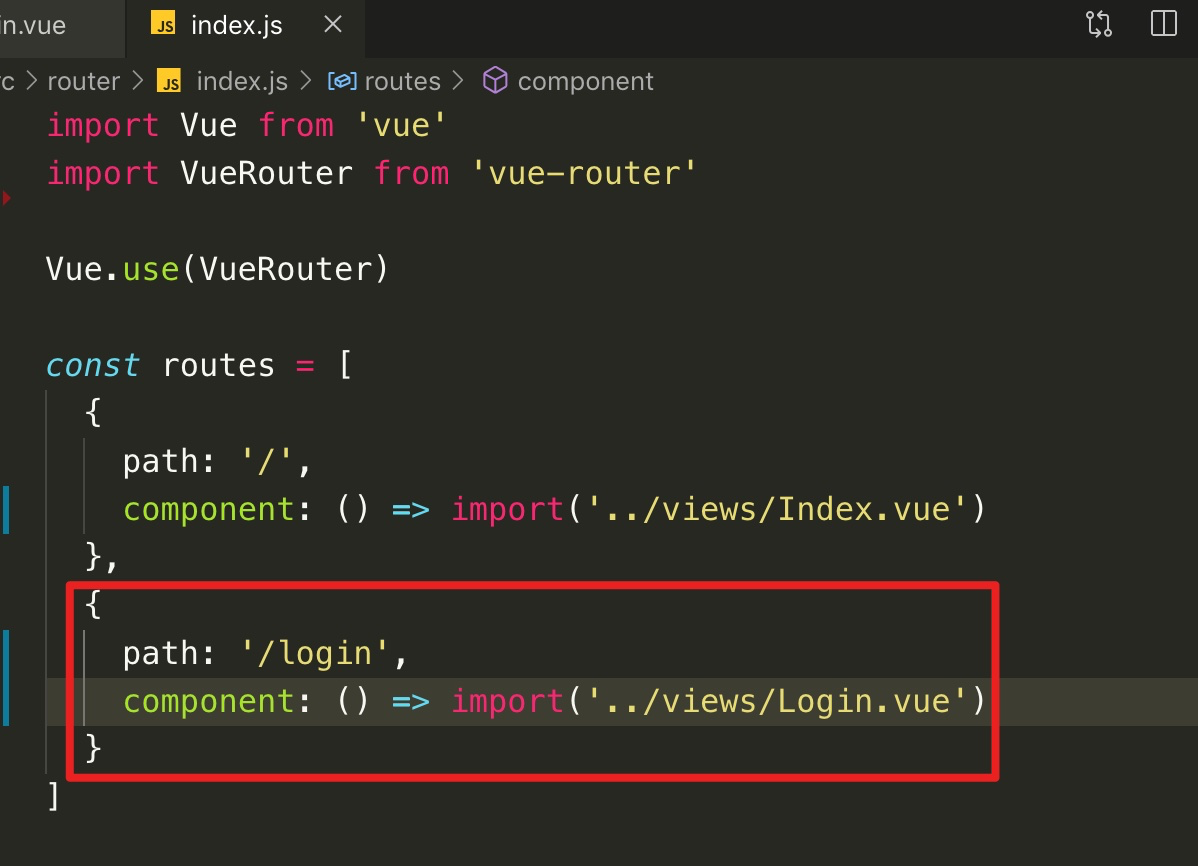 in.vue JS index.js
rc > router > JS index.js > routes > component
import Vue from 'vue'
import VueRouter from 'vue-router'
Vue.use(VueRouter)
const routes = [
{
path: '/',
component: () => import('../views/Index.vue')
},
{
path: '/login',
component: () => import('../views/Login.vue')
}
]